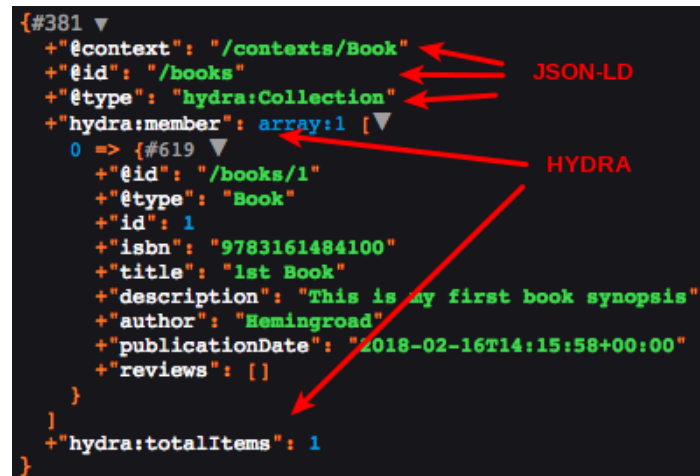 {#381 ▼
+"@context": "/contexts/Book"
+"@id": "/books"
+"@type": "hydra:Collection"
JSON-LD
+"hydra:member": array:1 [▼
0 => {#619 ▼
HYDRA
+"@id": "/books/1"
+"@type": "Book"
+"id": 1
+"isbn": "9783161484100"
+"title": "1st Book"
+"description": "This is my first book synopsis"
+"author": "Hemingroad"
+"publicationDate": "2018-02-16T14:15:58+00:00"
+"reviews": []
}
]
+"hydra:totalItems": 1
}